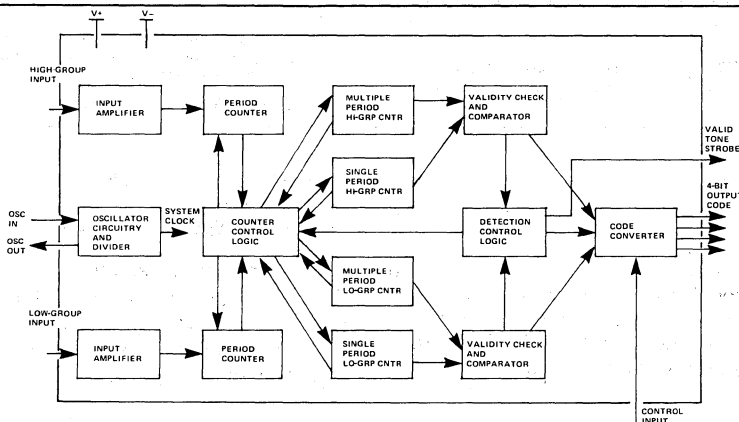 V+ V−
HIGH-GROUP
INPUT
INPUT
AMPLIFIER
PERIOD
COUNTER
MULTIPLE
PERIOD
HI-GRP CNTR
VALIDITY CHECK
AND
COMPARATOR
VALID
TONE
STROBE
SINGLE
PERIOD
HI-GRP CNTR
4-BIT
OUTPUT
CODE
OSC
IN
OSC
OUT
OSCILLATOR
CIRCUITRY
AND
DIVIDER
SYSTEM
CLOCK
COUNTER
CONTROL
LOGIC
DETECTION
CONTROL
LOGIC
CODE
CONVERTER
MULTIPLE
PERIOD
LO-GRP CNTR
LOW-GROUP
INPUT
INPUT
AMPLIFIER
PERIOD
COUNTER
SINGLE
PERIOD
LO-GRP CNTR
VALIDITY CHECK
AND
COMPARATOR
CONTROL
INPUT